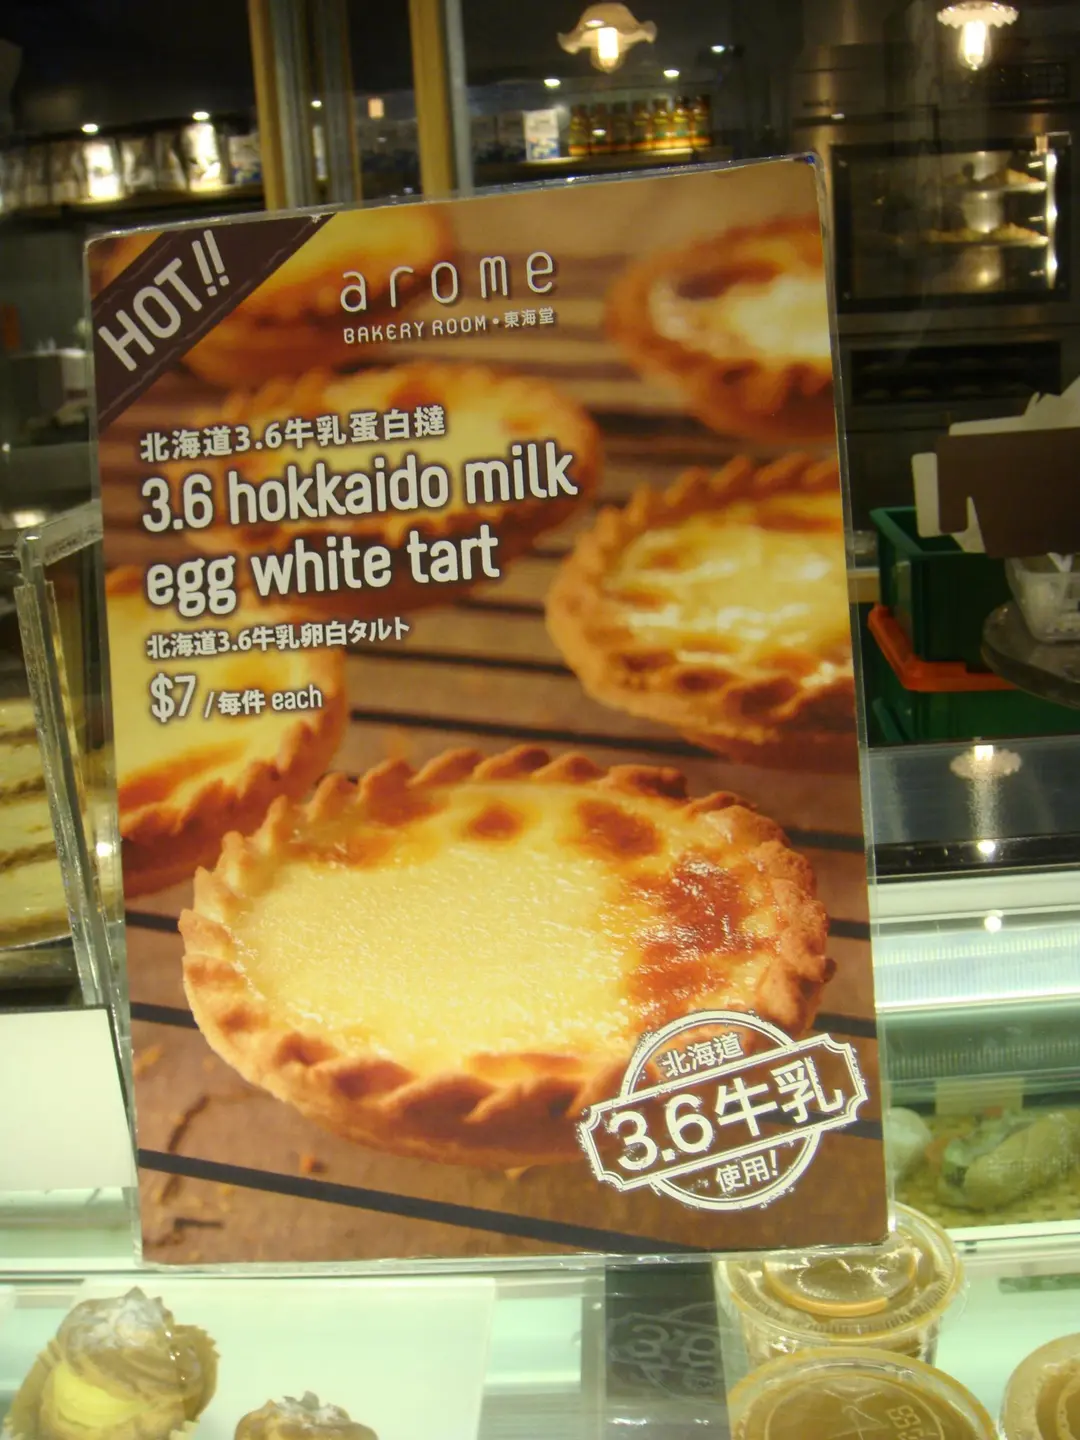 HOT!!
arome
BAKERY ROOM • 東海堂
北海道3.6牛乳蛋白撻
3.6 hokkaido milk
egg white tart
北海道3.6牛乳卵白タルト
$7 /每件 each
北海道
3.6牛乳
使用!